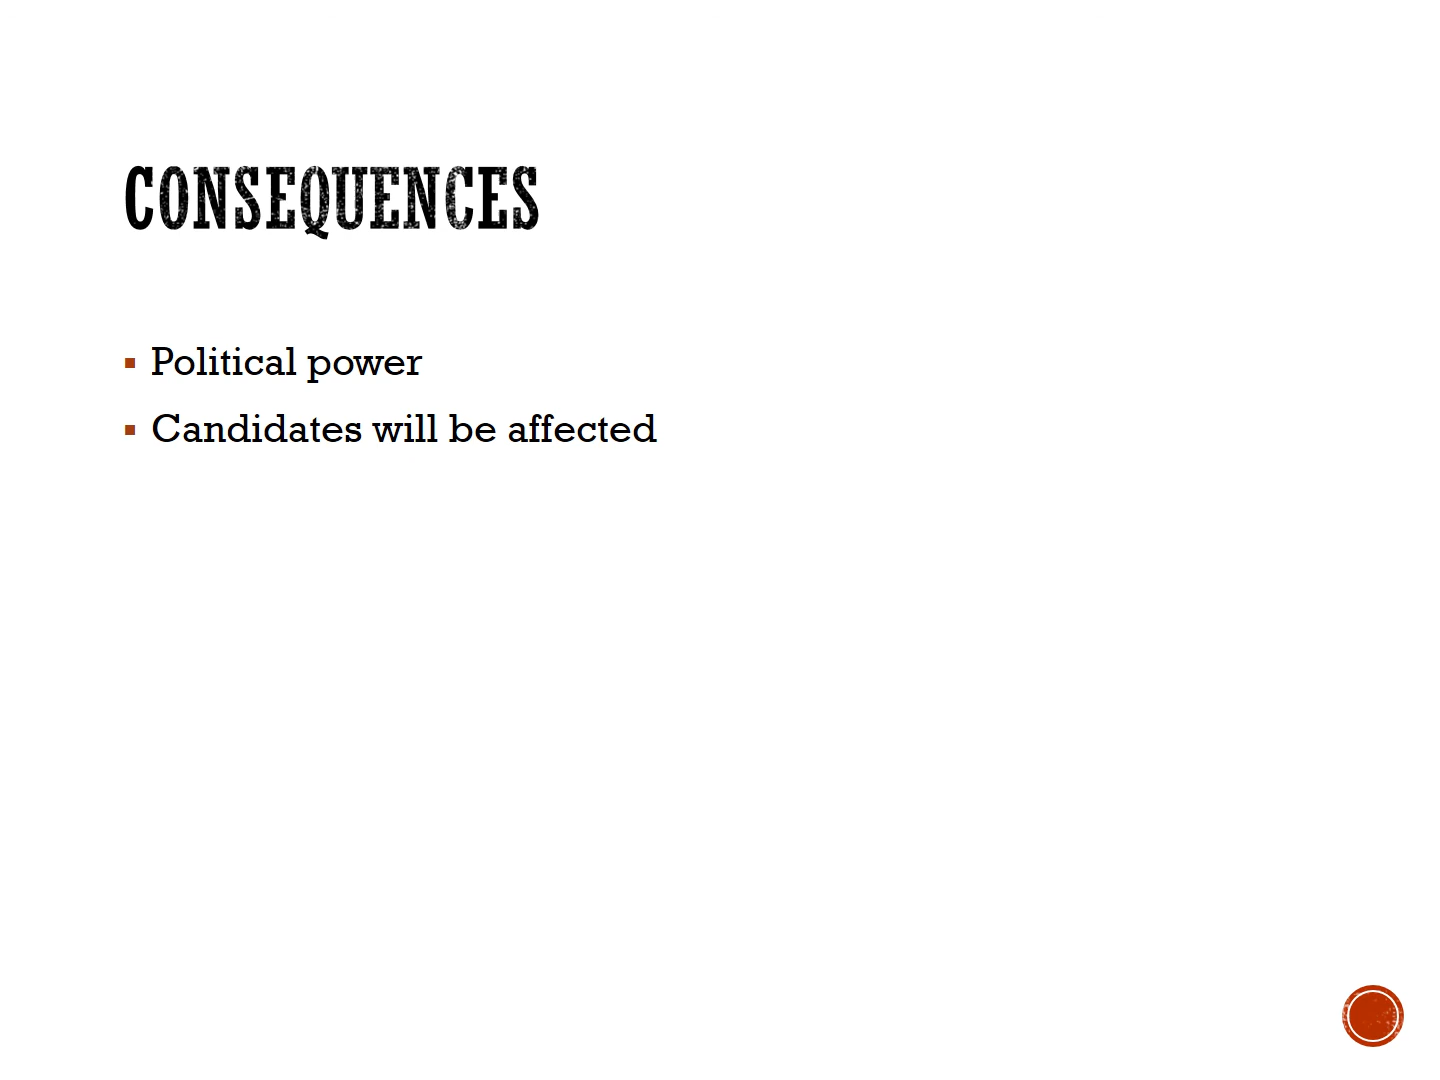 CONSEQUENCES
▪ Political power
▪ Candidates will be affected